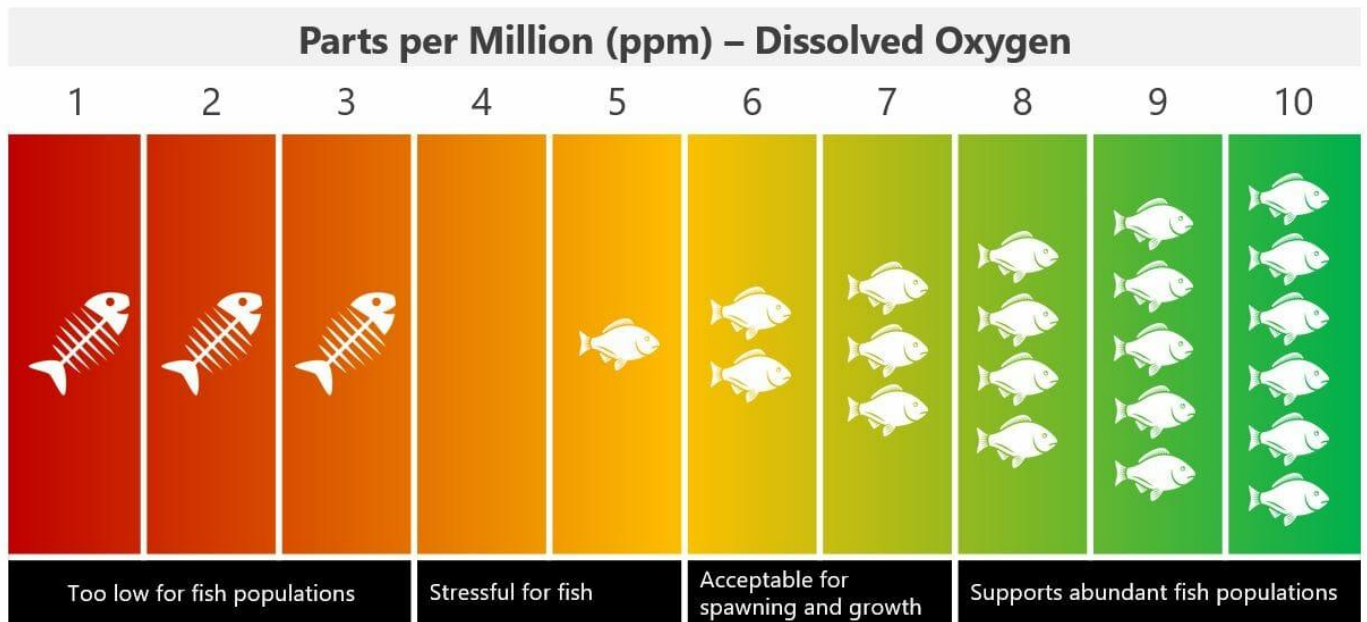 Parts per Million (ppm) – Dissolved Oxygen
1 2 3 4 5 6 7 8 9 10
Too low for fish populations
Stressful for fish
Acceptable for
spawning and growth
Supports abundant fish populations